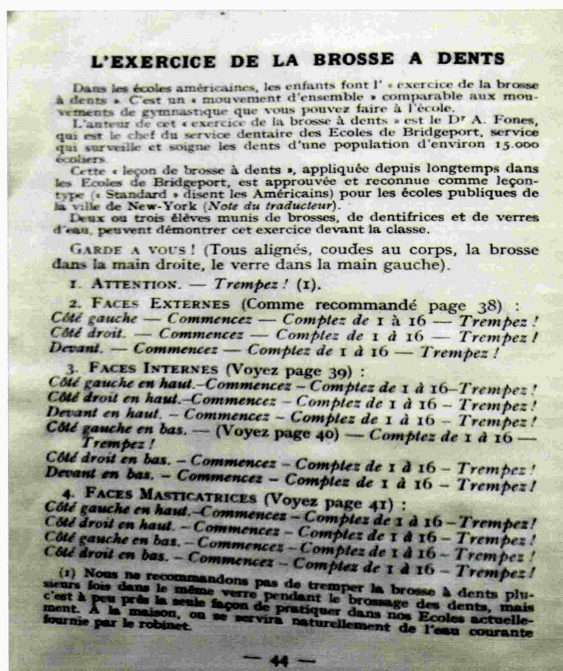 L'EXERCICE DE LA BROSSE A DENTS
Dans les écoles américaines, les enfants font l' « exercice de la brosse
à dents ». C'est un « mouvement d'ensemble » comparable aux mou-
vements de gymnastique que vous pouvez faire à l'école.
L'auteur de cet « exercice de la brosse à dents » est le Dr A. Fones,
qui est le chef du service dentaire des Ecoles de Bridgeport, service
qui surveille et soigne les dents d'une population d'environ 15.000
écoliers.
Cette « leçon de brosse à dents », appliquée depuis longtemps dans
les Ecoles de Bridgeport, est approuvée et reconnue comme leçon-
type (« Standard » disent les Américains) pour les écoles publiques de
la ville de New-York (Note du traducteur).
Deux ou trois élèves munis de brosses, de dentifrices et de verres
d'eau, peuvent démontrer cet exercice devant la classe.
GARDE A VOUS ! (Tous alignés, coudes au corps, la brosse
dans la main droite, le verre dans la main gauche).
1. ATTENTION. — Trempez ! (1).
2. FACES EXTERNES (Comme recommandé page 38) :
Côté gauche — Commencez — Comptez de 1 à 16 — Trempez !
Côté droit. — Commencez — Comptez de 1 à 16 — Trempez !
Devant. — Commencez — Comptez de 1 à 16 — Trempez !
3. FACES INTERNES (Voyez page 39) :
Côté gauche en haut.–Commencez – Comptez de 1 à 16–Trempez !
Côté droit en haut.–Commencez – Comptez de 1 à 16 – Trempez !
Devant en haut. – Commencez – Comptez de 1 à 16 – Trempez !
Côté gauche en bas. — (Voyez page 40) — Comptez de 1 à 16 —
Trempez !
Côté droit en bas. – Commencez – Comptez de 1 à 16 – Trempez !
Devant en bas. – Commencez – Comptez de 1 à 16 – Trempez !
4. FACES MASTICATRICES (Voyez page 41) :
Côté gauche en haut.–Commencez – Comptez de 1 à 16 – Trempez !
Côté droit en haut. – Commencez – Comptez de 1 à 16 – Trempez !
Côté gauche en bas. – Commencez – Comptez de 1 à 16 – Trempez !
Côté droit en bas. – Commencez – Comptez de 1 à 16 – Trempez !
(1) Nous ne recommandons pas de tremper la brosse à dents plu-
sieurs fois dans le même verre pendant le brossage des dents, mais
c'est à peu près la seule façon de pratiquer dans nos Ecoles actuelle-
ment. A la maison, on se servira naturellement de l'eau courante
fournie par le robinet.
— 44 —